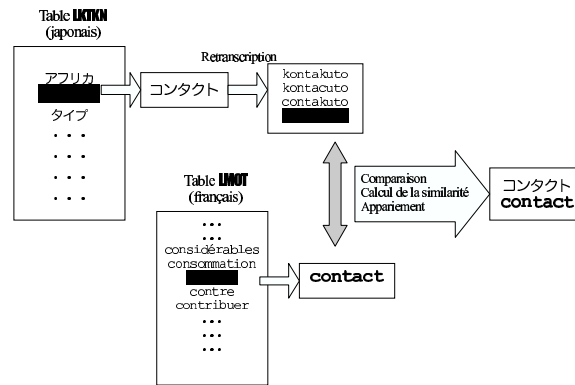 Table LKTKN
(japonais)
アフリカ
タイプ
. . .
. . .
. . .
. . .
コンタクト
Retranscription
kontakuto
kontacuto
contakuto
Table LMOT
(français)
...
...
considérables
consommation
contre
contribuer
...
...
...
contact
Comparaison
Calcul de la similarité
Appariement
コンタクト
contact